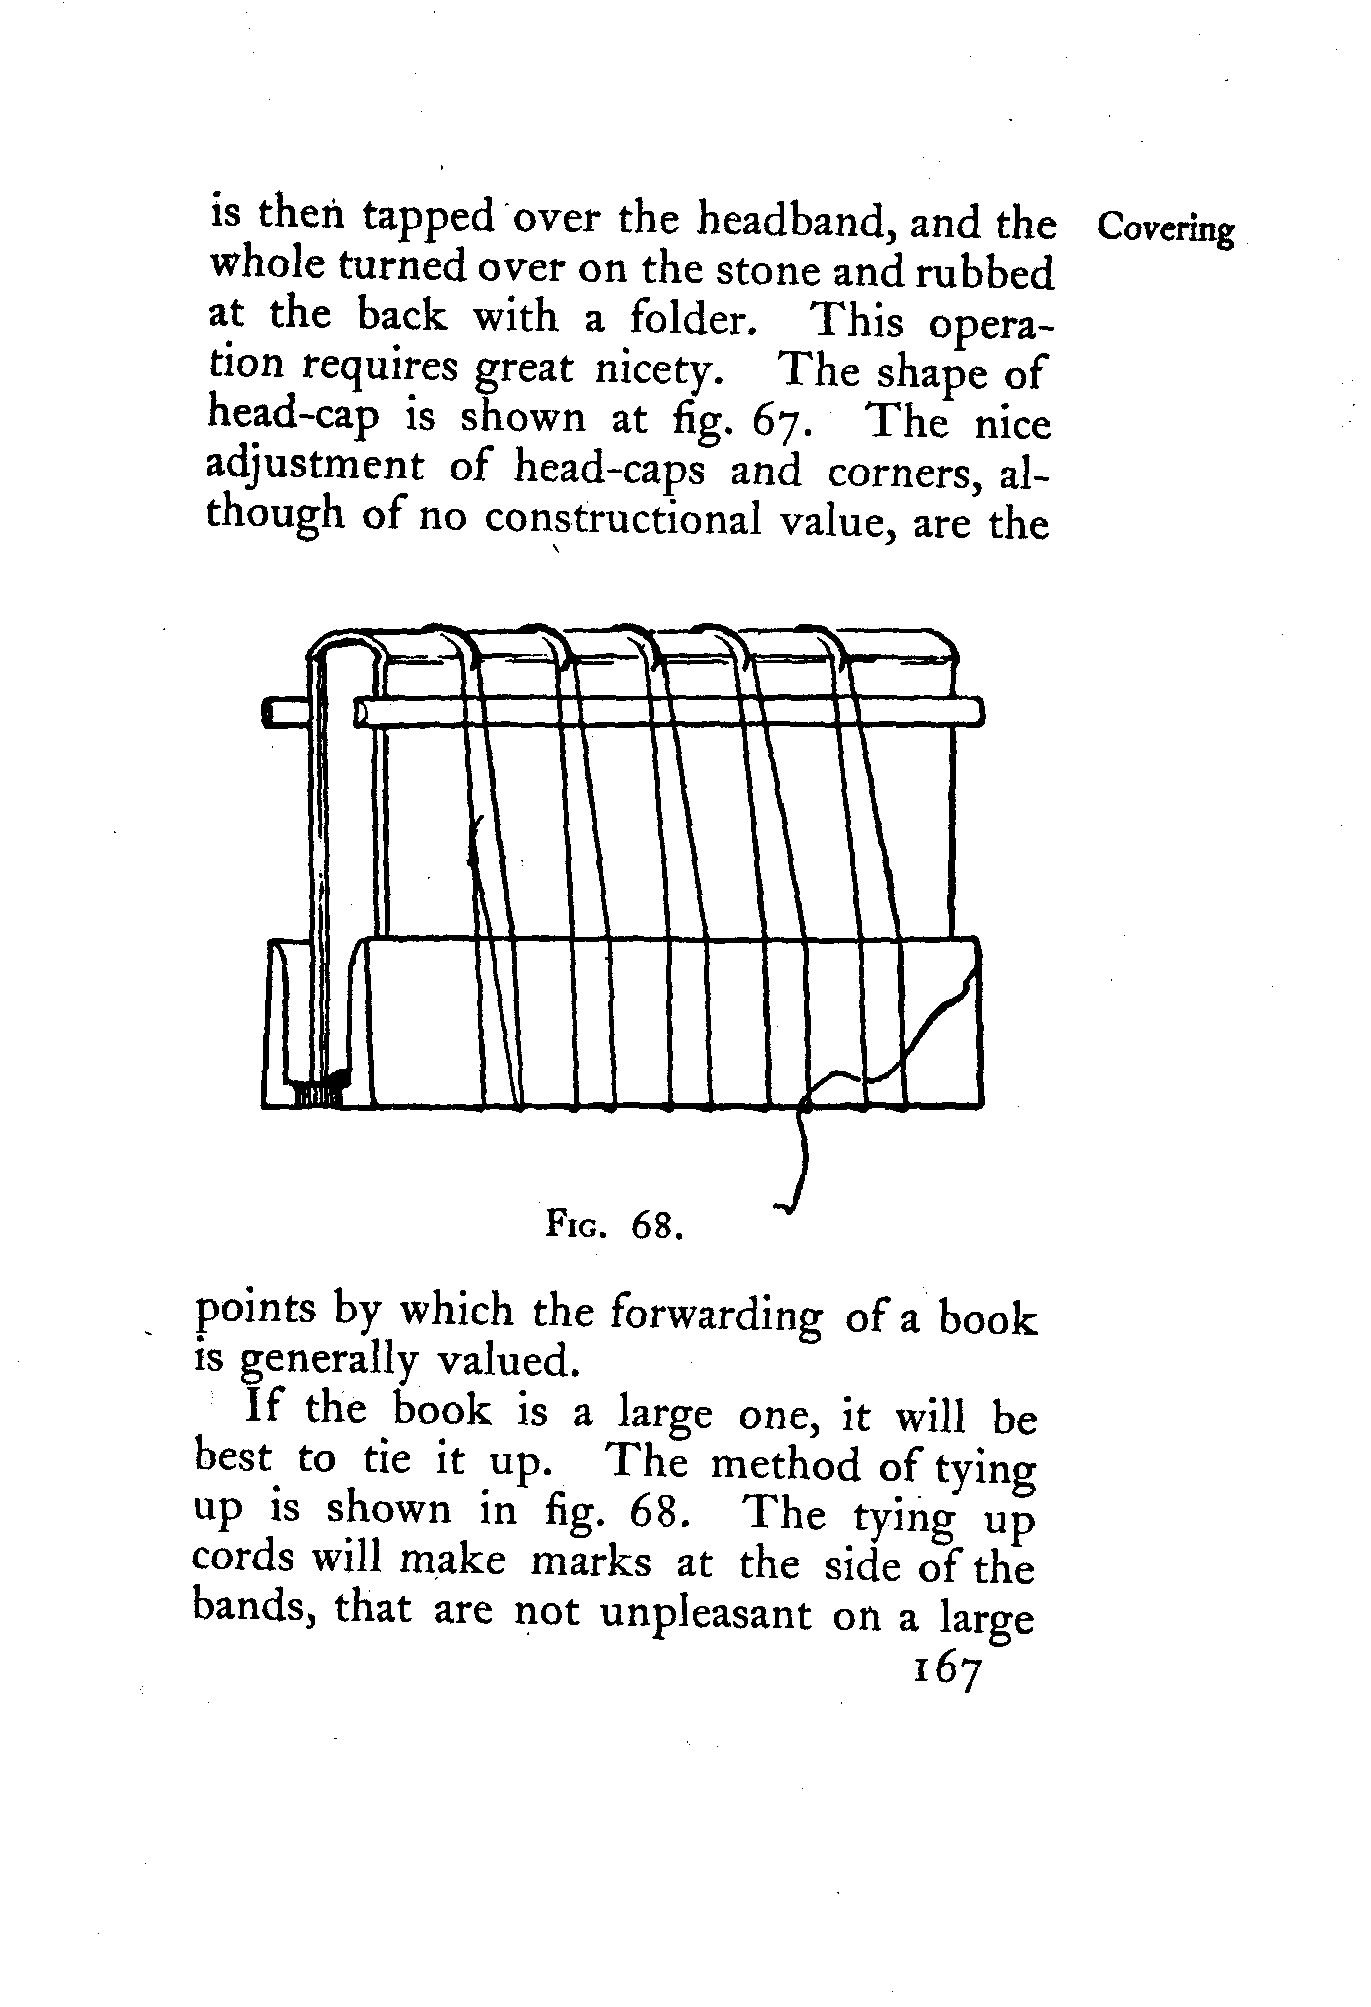 is then tapped over the headband, and the
Covering
whole turned over on the stone and rubbed
at the back with a folder. This opera-
tion requires great nicety. The shape of
head-cap is shown at fig. 67. The nice
adjustment of head-caps and corners, al-
though of no constructional value, are the
Fig. 68.
points by which the forwarding of a book
is generally valued.
If the book is a large one, it will be
best to tie it up. The method of tying
up is shown in fig. 68. The tying up
cords will make marks at the side of the
bands, that are not unpleasant on a large
167